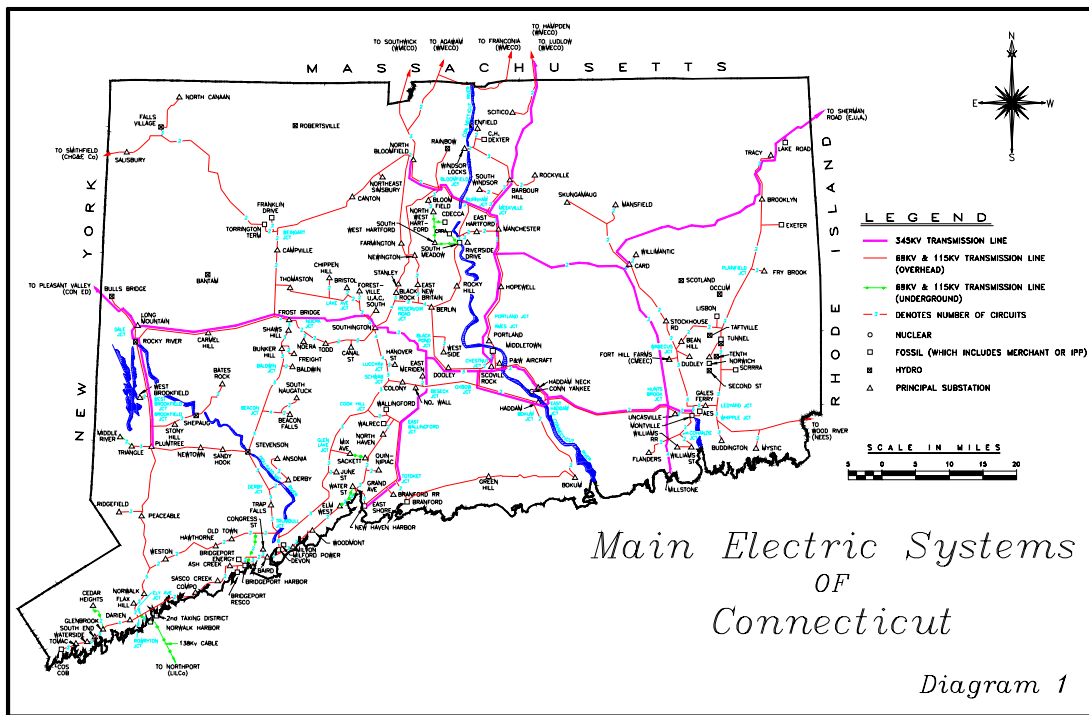 TO HAMPDEN
(WMECO)
TO SOUTHWICK
(WMECO)
TO AGAWAM
(WMECO)
TO FRANCONIA
(WMECO)
TO LUDLOW
(WMECO)
MASSACHUSETTS
N
E
W
S
NORTH CANAAN
FALLS
VILLAGE
ROBERTSVILLE
SCITICO
ENFIELD
C.H.
DEXTER
TO SHERMAN
ROAD (E.U.A.)
RAINBOW
LAKE ROAD
TRACY
TO SMITHFIELD
(CHG&E Co)
SALISBURY
NORTH
BLOOMFIELD
WINDSOR
LOCKS
BLOOMFIELD
JCT
SOUTH
WINDSOR
ROCKVILLE
BARBOUR
HILL
NORTHEAST
SIMSBURY
CANTON
SKUNGAMAUG
MANSFIELD
BROOKLYN
FRANKLIN
DRIVE
TORRINGTON
TERM
BLOOM
FIELD
NORTH
WEST
HARTFORD
CDECCA
SOUTH
WEST HARTFORD
EAST
HARTFORD
MANCHESTER
EXETER
RIVERSIDE
DRIVE
SOUTH
MEADOW
CAMPVILLE
FARMINGTON
NEWINGTON
WILLIMANTIC
CARD
NEW YORK
RHODE ISLAND
LEGEND
345KV TRANSMISSION LINE
69KV & 115KV TRANSMISSION LINE
(OVERHEAD)
69KV & 115KV TRANSMISSION LINE
(UNDERGROUND)
DENOTES NUMBER OF CIRCUITS
NUCLEAR
FOSSIL (WHICH INCLUDES MERCHANT OR IPP)
HYDRO
PRINCIPAL SUBSTATION
TO PLEASANT VALLEY
(CON ED)
BULLS BRIDGE
BANTAM
THOMASTON
CHIPPEN
HILL
BRISTOL
FOREST-
VILLE
U.A.C.
SOUTH
STANLEY
BLACK
ROCK
EAST
NEW
BRITAIN
ROCKY
HILL
BERLIN
HOPEWELL
SCOTLAND
OCCUM
PLAINFIELD
JCT
FRY BROOK
LISBON
TAFTVILLE
TUNNEL
STOCKHOUSE
RD
BEAN
HILL
DUDLEY
TENTH
NORWICH
SCRRRA
SECOND ST
FORT HILL FARMS
(CMEEC)
LONG
MOUNTAIN
ROCKY RIVER
CARMEL
HILL
FROST BRIDGE
SHAWS
HILL
BUNKER
HILL
NOERA
TODD
FREIGHT
BALDWIN
CANAL
ST
SOUTHINGTON
HANOVER
ST
EAST
MERIDEN
WEST
SIDE
DOOLEY
PORTLAND
MIDDLETOWN
P&W AIRCRAFT
SCOVILL
ROCK
HADDAM NECK
CONN YANKEE
HADDAM
COLONY
NO. WALL
WALLINGFORD
WALREC
NORTH
HAVEN
QUIN-
NIPIAC
MIX
AVE
SACKETT
JUNE
ST
WATER
ST
GRAND
AVE
BRANFORD RR
BRANFORD
EAST
SHORE
NEW HAVEN HARBOR
ELM
WEST
WOODMONT
GREEN
HILL
BOKUM
WEST
BROOKFIELD
BATES
ROCK
SHEPAUG
STONY
HILL
MIDDLE
RIVER
TRIANGLE
PLUMTREE
NEWTOWN
SANDY
HOOK
STEVENSON
SOUTH
NAUGATUCK
BEACON
FALLS
ANSONIA
DERBY
TRAP
FALLS
RIDGEFIELD
PEACEABLE
OLD TOWN
HAWTHORNE
CONGRESS
ST
WESTON
BRIDGEPORT
ENERGY
ASH CREEK
SASCO CREEK
COMPO
BAIRD
MILFORD POWER
DEVON
BRIDGEPORT HARBOR
BRIDGEPORT
RESCO
NORWALK
FLAX
HILL
CEDAR
HEIGHTS
DARIEN
GLENBROOK
SOUTH END
WATERSIDE
TOMAC
COS
COB
2nd TAXING DISTRICT
NORWALK HARBOR
138Kv CABLE
TO NORTHPORT
(LILCo)
GALES
FERRY
AES
UNCASVILLE
MONTVILLE
WILLIAMS
RR
FLANDERS
WILLIAMS
ST
BUDDINGTON
MYSTIC
MILLSTONE
TO
WOOD RIVER
(NEES)
SCALE IN MILES
5 0 5 10 15 20
Main Electric Systems
OF
Connecticut
Diagram 1